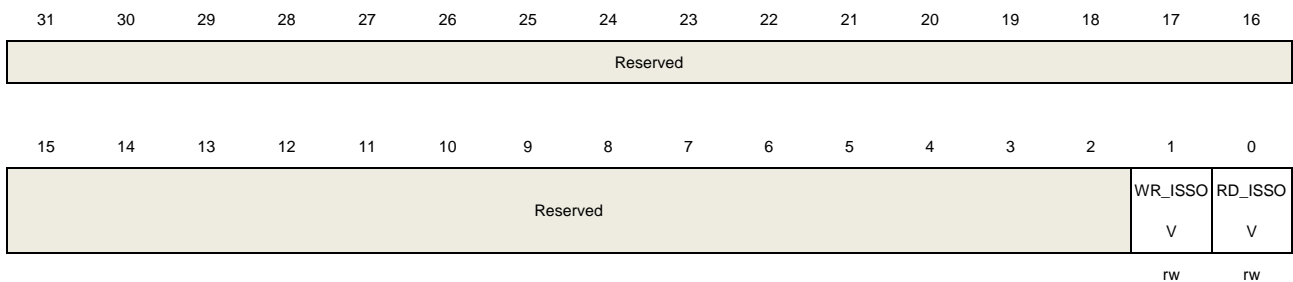 31 30 29 28 27 26 25 24 23 22 21 20 19 18 17 16
Reserved
15 14 13 12 11 10 9 8 7 6 5 4 3 2 1 0
Reserved
WR_ISSO RD_ISSO
V V
rw rw